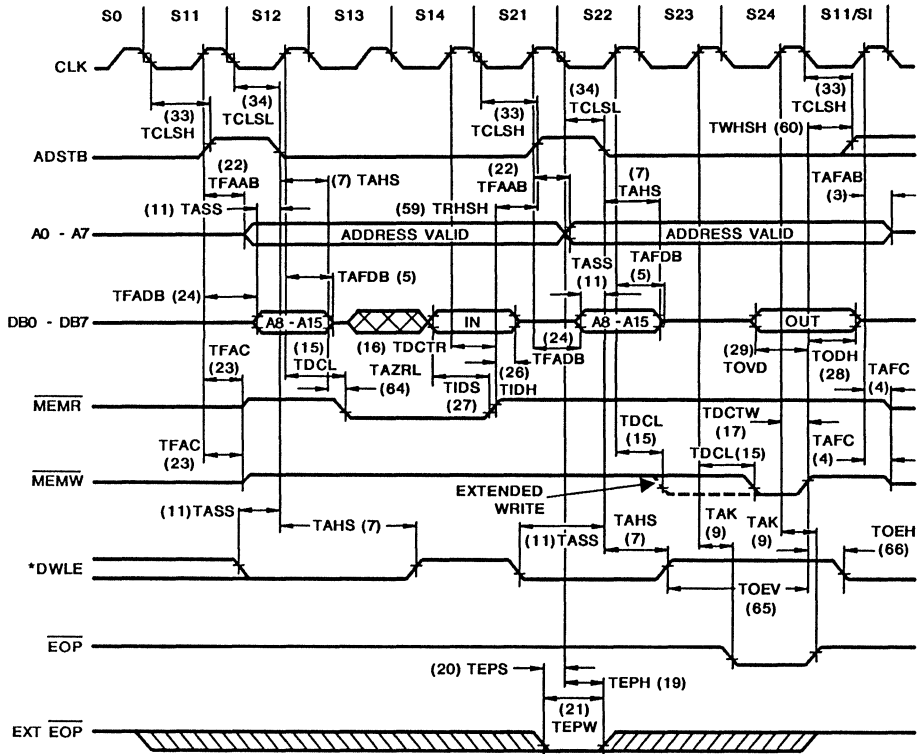 S0 S11 S12 S13 S14 S21 S22 S23 S24 S11/SI
CLK
(33)
TCLSH
(34)
TCLSL
(33)
TCLSH
(34)
TCLSL
(33)
TCLSH
TWHSH (60)
ADSTB
(22)
TFAAB
(7) TAHS
(22)
TFAAB
(7)
TAHS
TAFAB
(3)
(11) TASS
(59) TRHSH
A0 - A7
ADDRESS VALID
ADDRESS VALID
TAFDB (5)
TASS
(11)
TAFDB
(5)
TFADB (24)
DB0 - DB7
A8 - A15
IN
A8 - A15
OUT
(15)
TDCL
(16) TDCTR
(24)
TFADB
(29)
TOVD
TODH
(28)
TFAC
(23)
TAZRL
(64)
TIDS
(27)
(26)
TIDH
TAFC
(4)
MEMR
TDCL
(15)
TDCTW
(17)
TDCL(15)
TFAC
(23)
TAFC
(4)
MEMW
EXTENDED
WRITE
(11)TASS
TAHS (7)
(11)TASS
TAHS
(7)
TAK
(9)
TAK
(9)
TOEH
(66)
*DWLE
TOEV
(65)
EOP
(20) TEPS
TEPH (19)
(21)
TEPW
EXT EOP